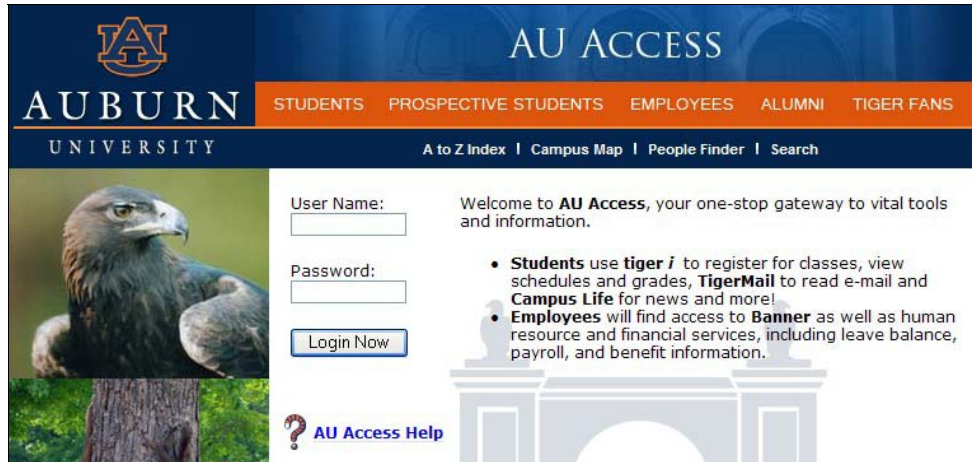 AU ACCESS
AUBURN
UNIVERSITY
STUDENTS PROSPECTIVE STUDENTS EMPLOYEES ALUMNI TIGER FANS
A to Z Index | Campus Map | People Finder | Search
User Name:
Password:
Login Now
AU Access Help
Welcome to AU Access, your one-stop gateway to vital tools
and information.
• Students use tiger i to register for classes, view
schedules and grades, TigerMail to read e-mail and
Campus Life for news and more!
• Employees will find access to Banner as well as human
resource and financial services, including leave balance,
payroll, and benefit information.